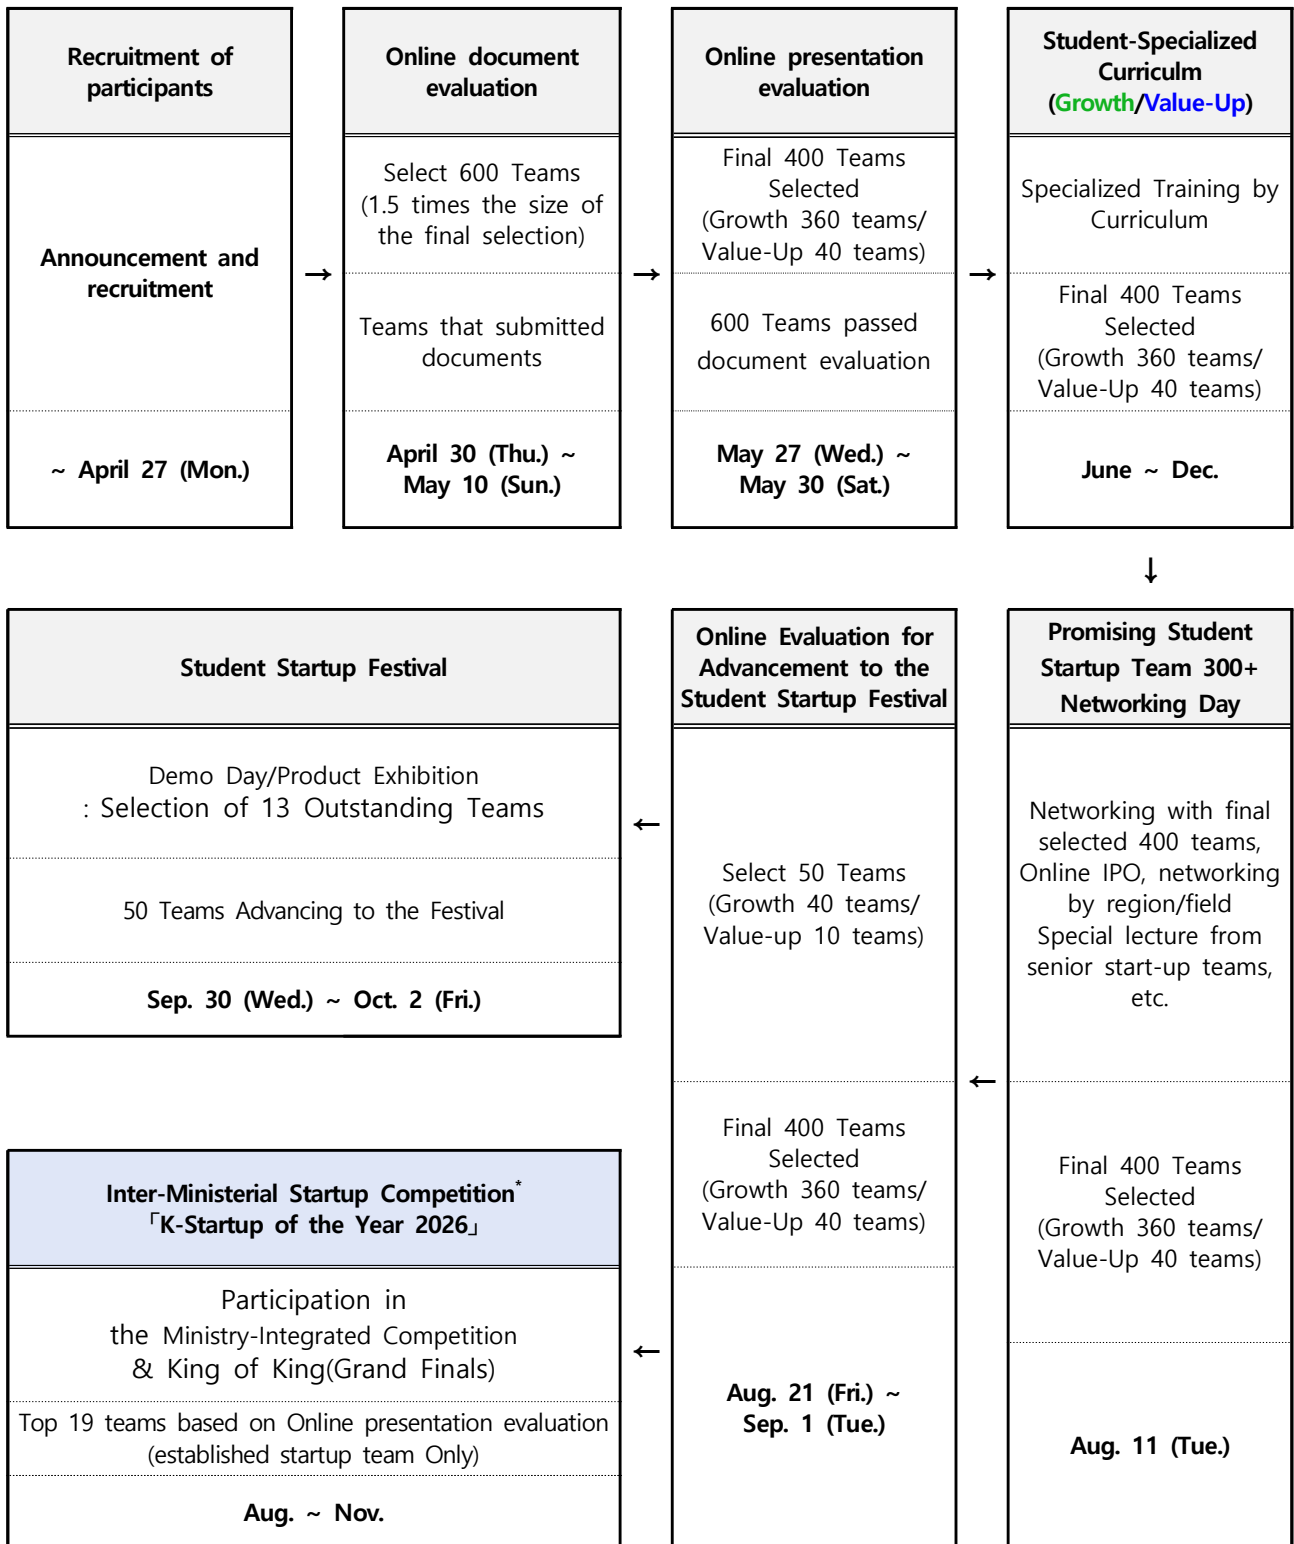 Recruitment of
participants
Announcement and
recruitment
~ April 27 (Mon.)
→
Online document
evaluation
Select 600 Teams
(1.5 times the size of
the final selection)
Teams that submitted
documents
April 30 (Thu.) ~
May 10 (Sun.)
→
Online presentation
evaluation
Final 400 Teams
Selected
(Growth 360 teams/
Value-Up 40 teams)
600 Teams passed
document evaluation
May 27 (Wed.) ~
May 30 (Sat.)
→
Student-Specialized
Curriculm
(Growth/Value-Up)
Specialized Training by
Curriculum
Final 400 Teams
Selected
(Growth 360 teams/
Value-Up 40 teams)
June ~ Dec.
↓
Promising Student
Startup Team 300+
Networking Day
Networking with final
selected 400 teams,
Online IPO, networking
by region/field
Special lecture from
senior start-up teams,
etc.
Final 400 Teams
Selected
(Growth 360 teams/
Value-Up 40 teams)
Aug. 11 (Tue.)
←
Online Evaluation for
Advancement to the
Student Startup Festival
Select 50 Teams
(Growth 40 teams/
Value-up 10 teams)
Final 400 Teams
Selected
(Growth 360 teams/
Value-Up 40 teams)
Aug. 21 (Fri.) ~
Sep. 1 (Tue.)
←
Student Startup Festival
Demo Day/Product Exhibition
: Selection of 13 Outstanding Teams
50 Teams Advancing to the Festival
Sep. 30 (Wed.) ~ Oct. 2 (Fri.)
←
Inter-Ministerial Startup Competition*
「K-Startup of the Year 2026」
Participation in
the Ministry-Integrated Competition
& King of King(Grand Finals)
Top 19 teams based on Online presentation evaluation
(established startup team Only)
Aug. ~ Nov.